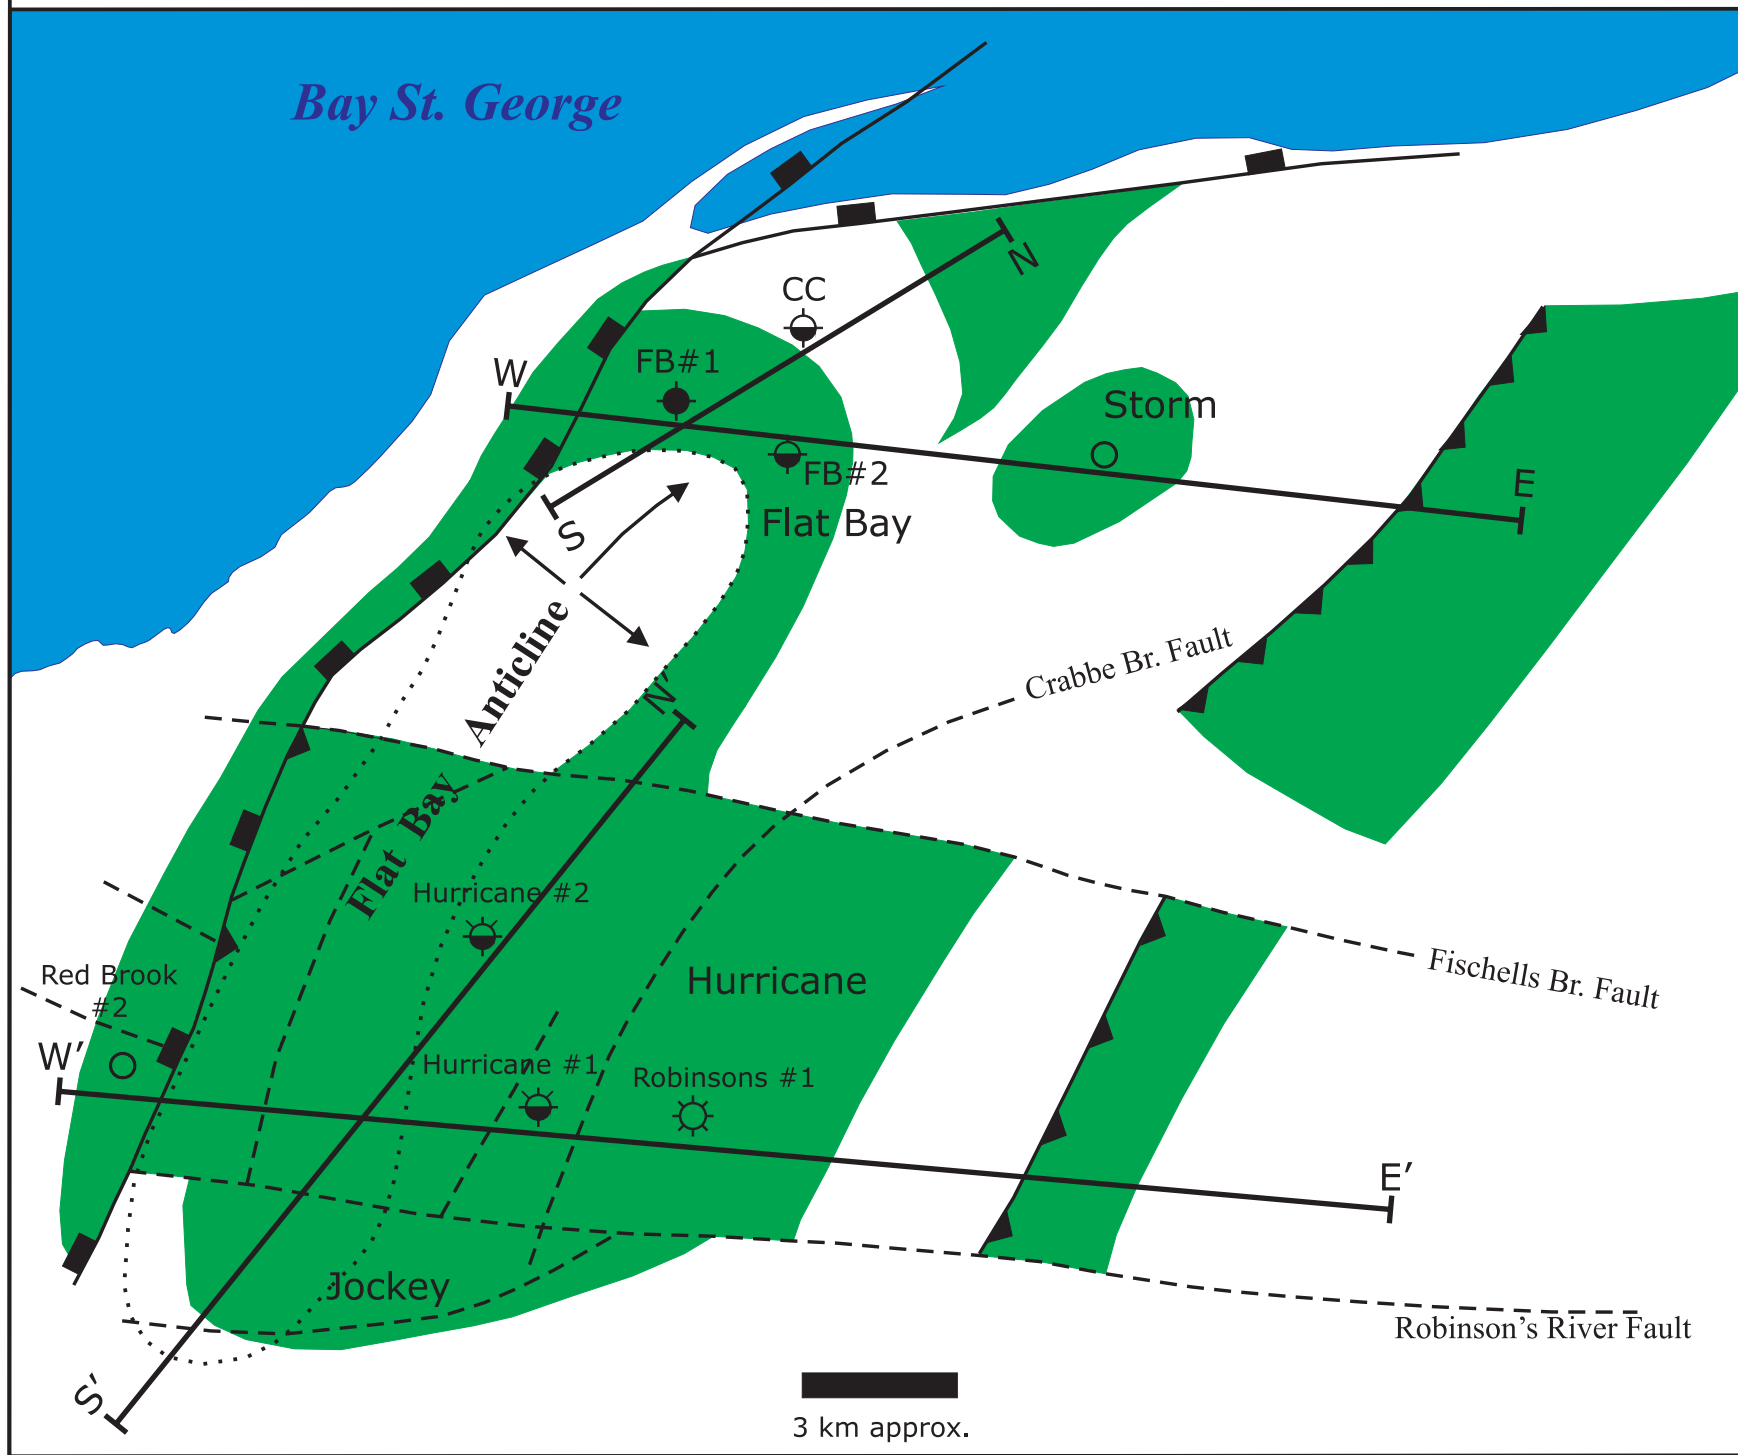 Bay St. George
N
CC
W
FB#1
Storm
FB#2
E
Flat Bay
S
Anticline
Crabbe Br. Fault
N'
Flat Bay
Hurricane #2
Fischells Br. Fault
Red Brook
#2
Hurricane
W'
Hurricane #1
Robinsons #1
E'
Jockey
Robinson's River Fault
S'
3 km approx.